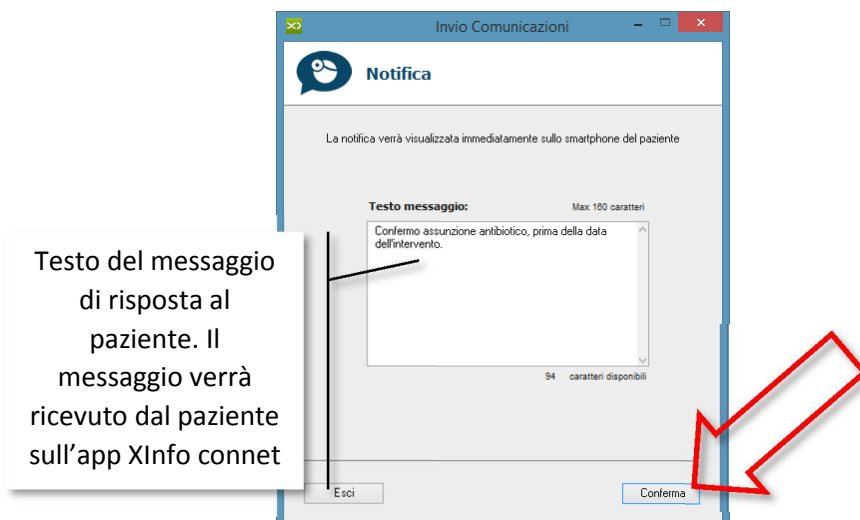 Invio Comunicazioni
Notifica
La notifica verrà visualizzata immediatamente sullo smartphone del paziente
Testo messaggio: Max 160 caratteri
Confermo assunzione antibiotico, prima della data
dell'intervento.
94 caratteri disponibili
Esci Conferma
Testo del messaggio
di risposta al
paziente. Il
messaggio verrà
ricevuto dal paziente
sull'app XInfo connet